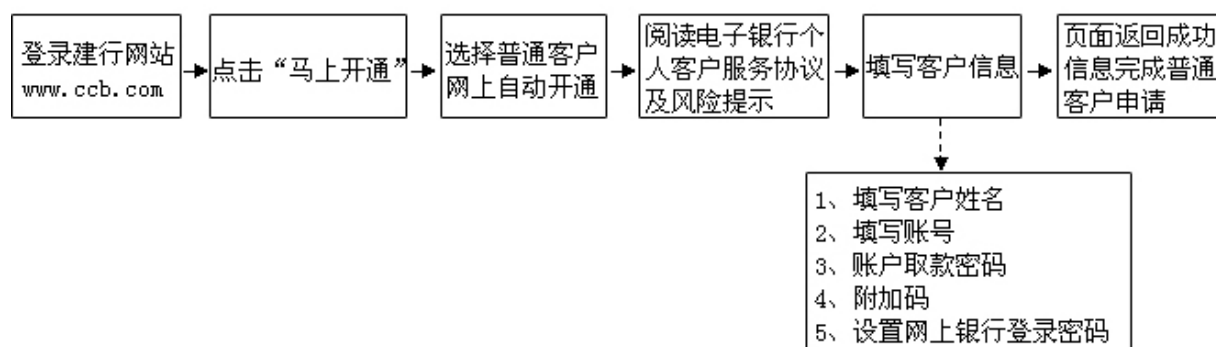 登录建行网站
www.ccb.com
点击“马上开通”
选择普通客户
网上自动开通
阅读电子银行个
人客户服务协议
及风险提示
填写客户信息
页面返回成功
信息完成普通
客户申请
1、填写客户姓名
2、填写账号
3、账户取款密码
4、附加码
5、设置网上银行登录密码